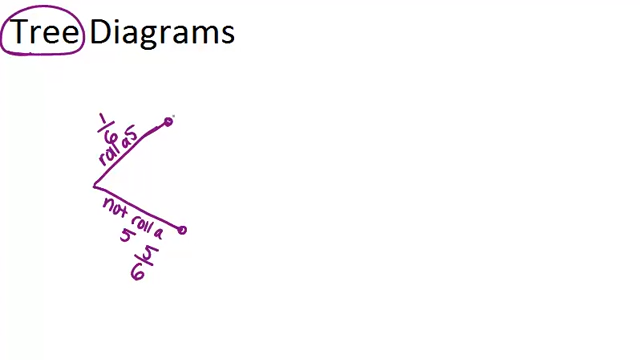 Tree Diagrams
1/6
roll a 5
not roll a
5
5/6